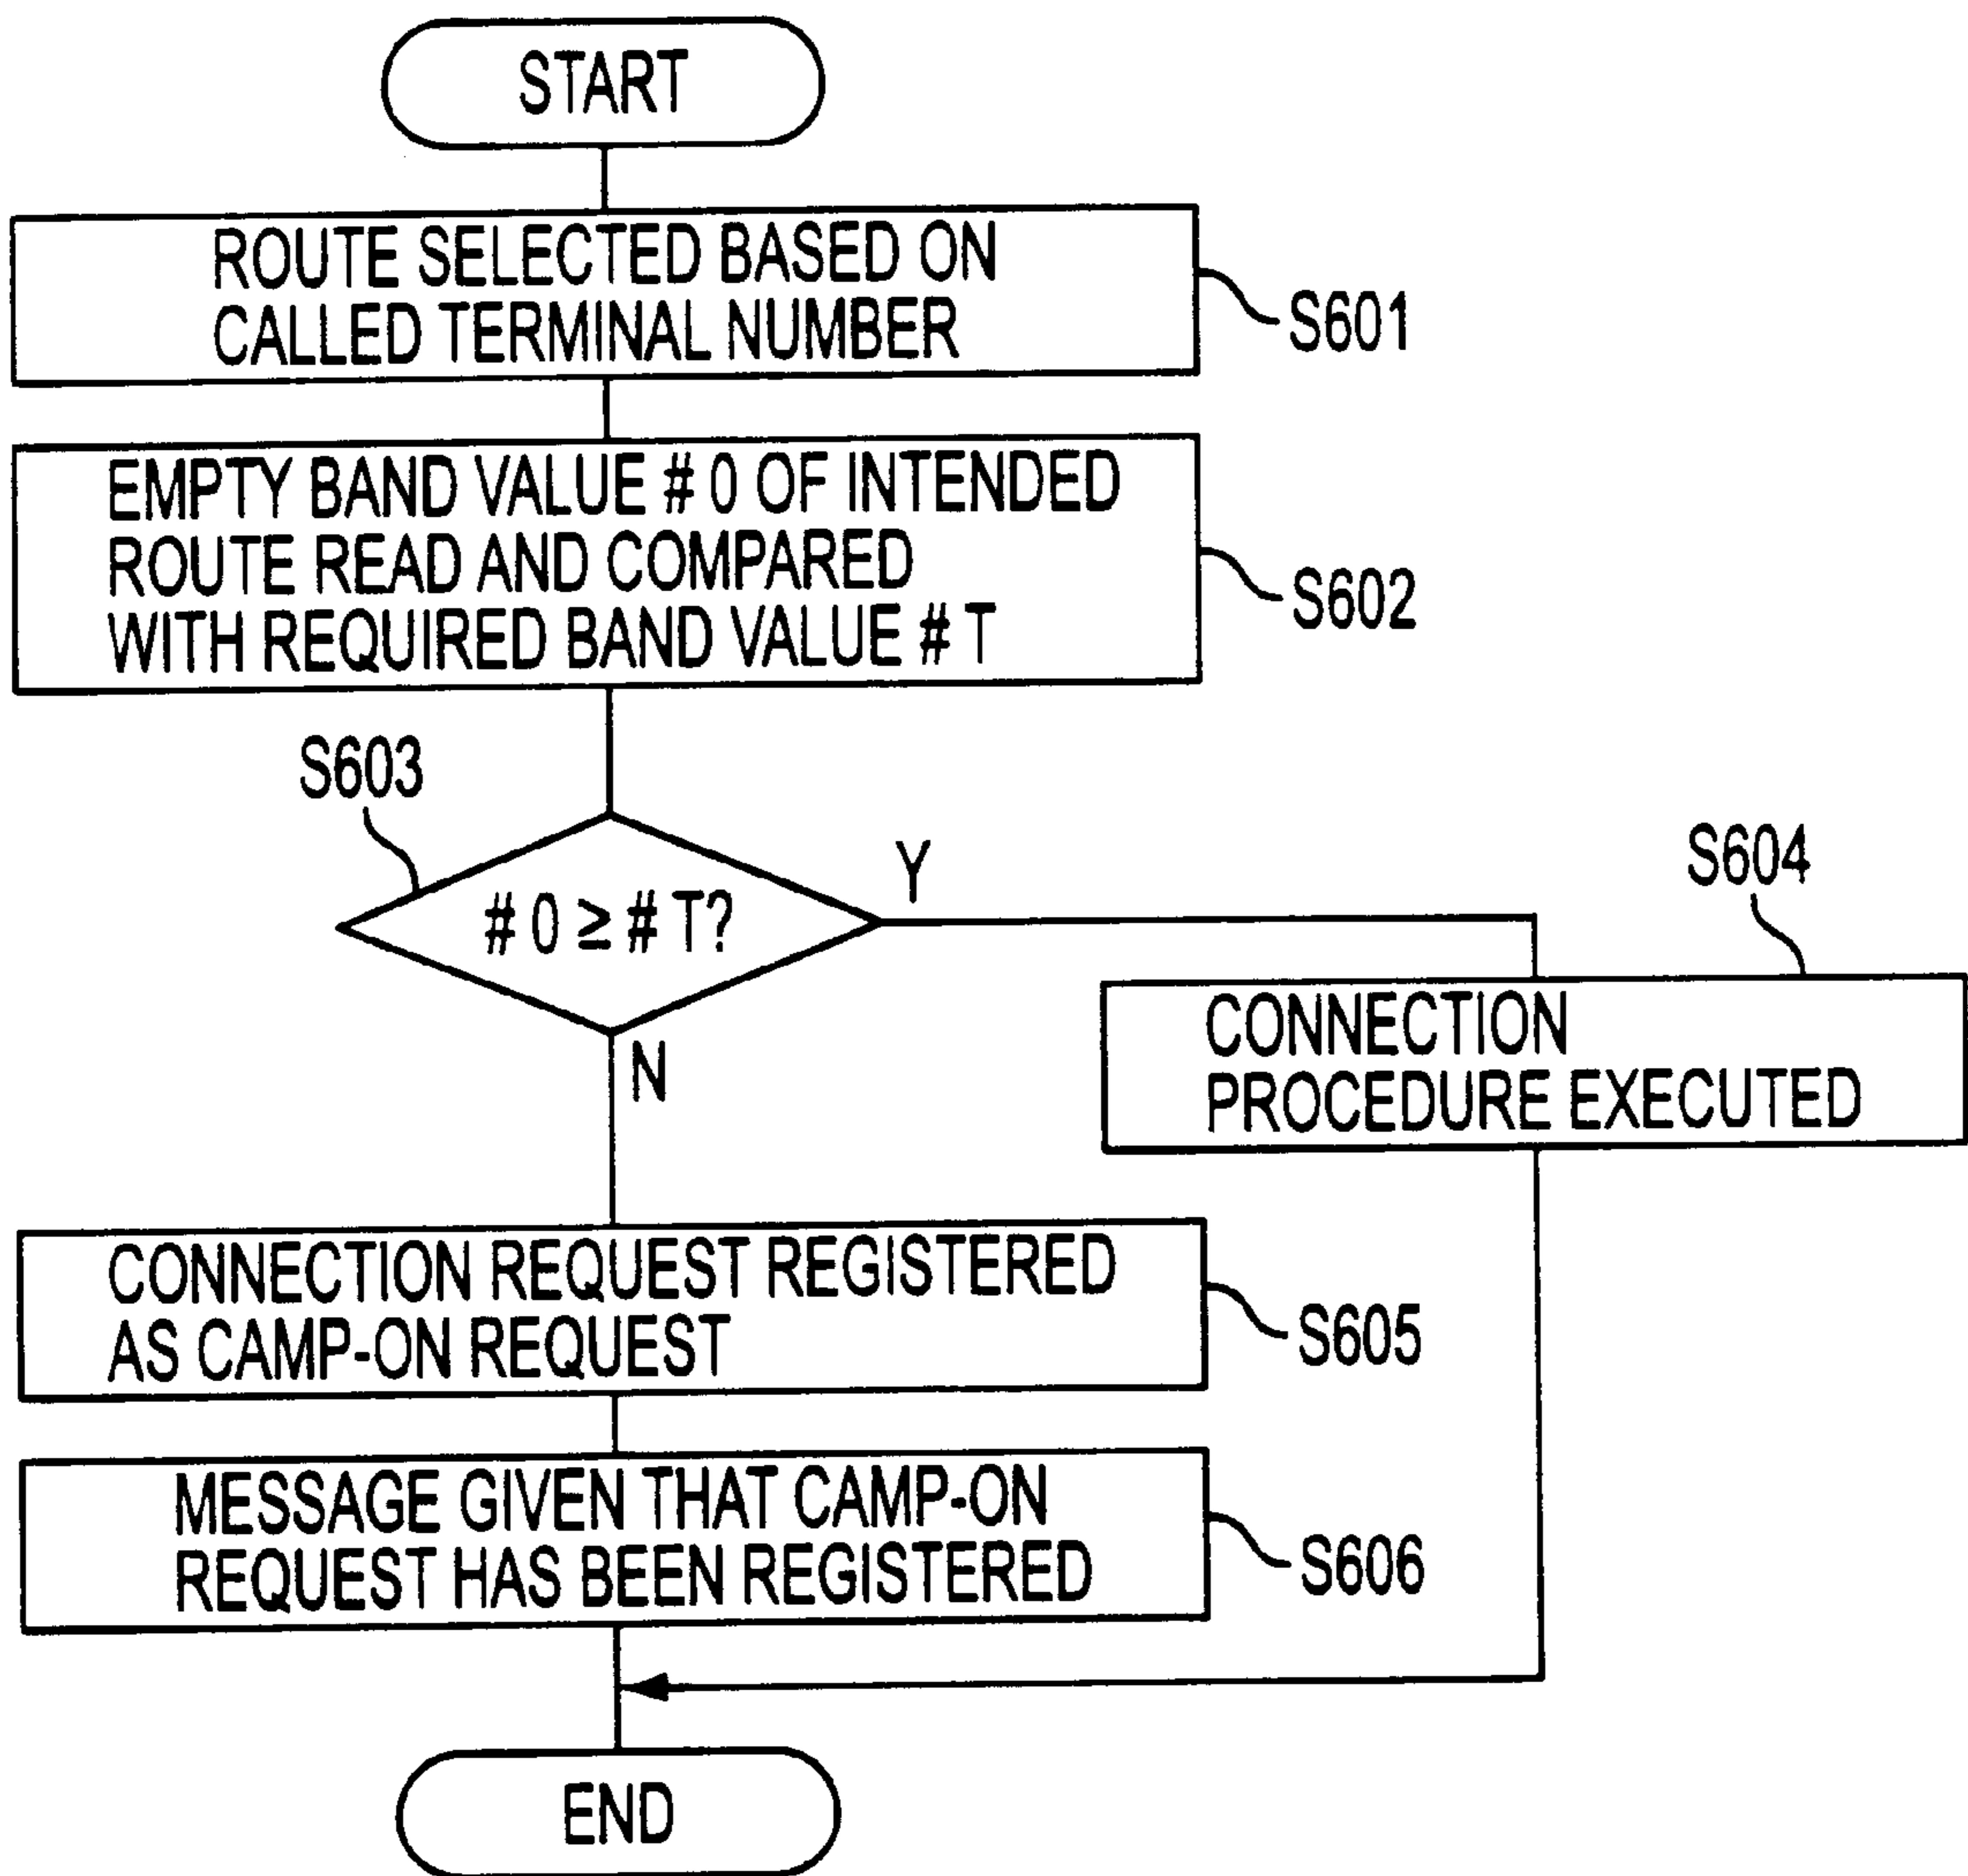 START
ROUTE SELECTED BASED ON
CALLED TERMINAL NUMBER
S601
EMPTY BAND VALUE # 0 OF INTENDED
ROUTE READ AND COMPARED
WITH REQUIRED BAND VALUE # T
S602
S603
# 0 ≥ # T?
Y
N
S604
CONNECTION
PROCEDURE EXECUTED
CONNECTION REQUEST REGISTERED
AS CAMP-ON REQUEST
S605
MESSAGE GIVEN THAT CAMP-ON
REQUEST HAS BEEN REGISTERED
S606
END